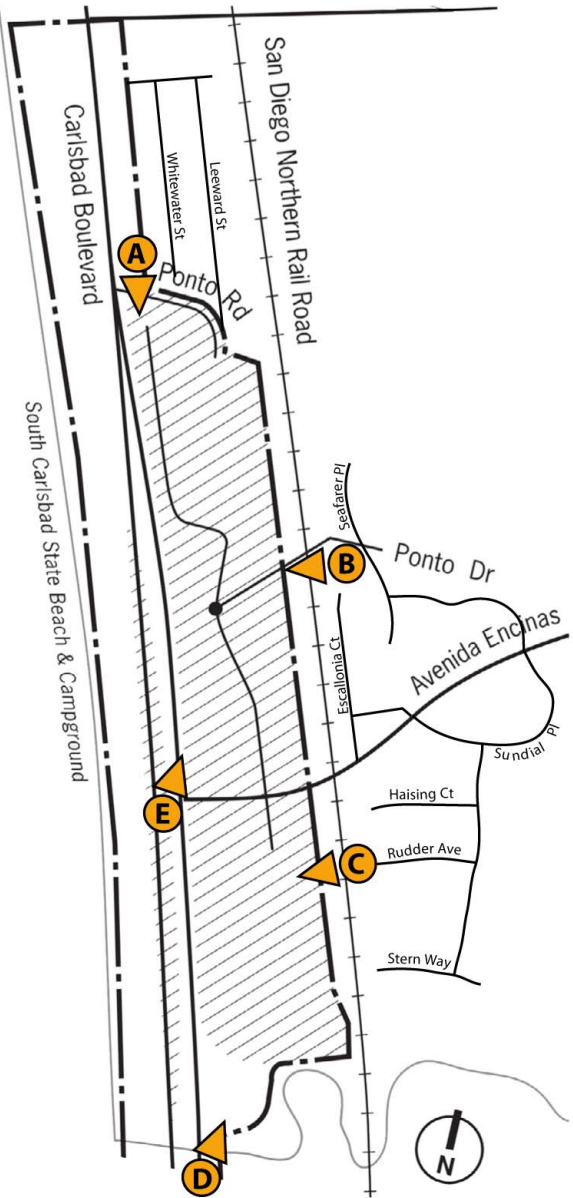 San Diego Northern Rail Road
Carlsbad Boulevard
Whitewater St
Leeward St
A
Ponto Rd
South Carlsbad State Beach & Campground
Seafarer Pl
B
Ponto Dr
Avenida Encinas
Escallonia Ct
Sundial Pl
E
Haising Ct
Rudder Ave
C
Stern Way
D
N